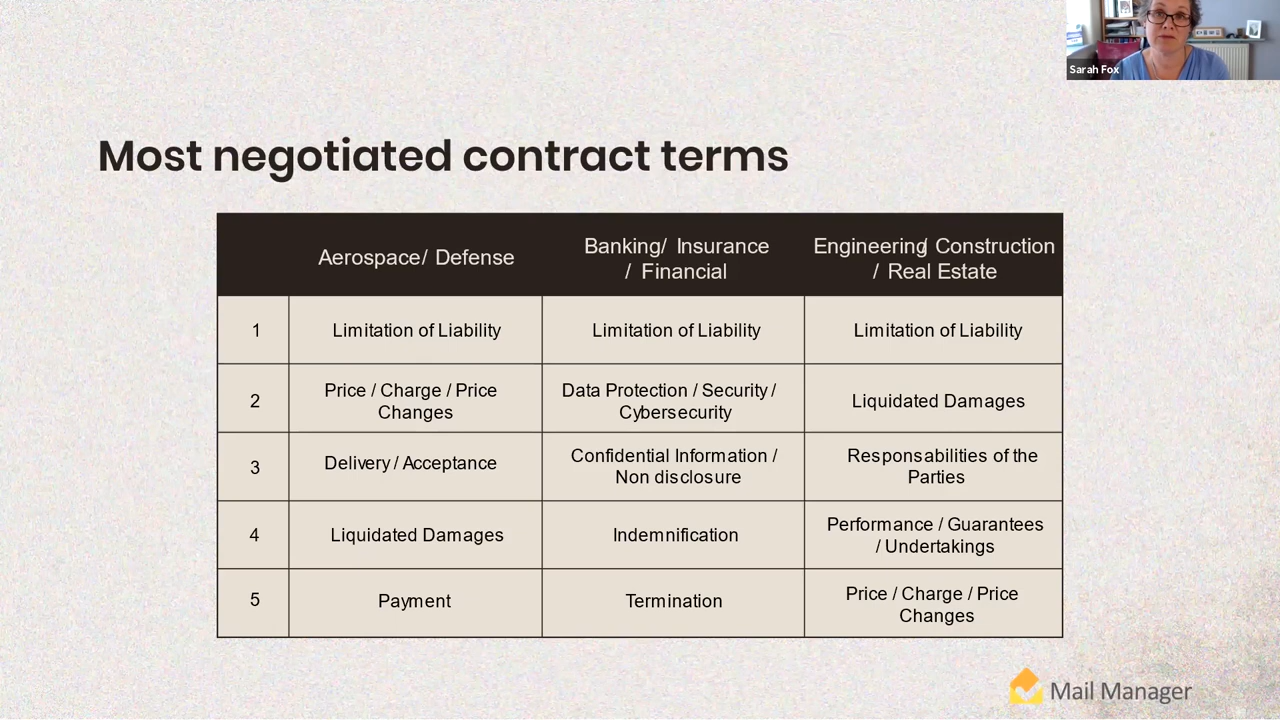 Sarah Fox
Most negotiated contract terms
Aerospace/ Defense
Banking/ Insurance
/ Financial
Engineering/ Construction
/ Real Estate
1
Limitation of Liability
Limitation of Liability
Limitation of Liability
2
Price / Charge / Price
Changes
Data Protection / Security /
Cybersecurity
Liquidated Damages
3
Delivery / Acceptance
Confidential Information /
Non disclosure
Responsabilities of the
Parties
4
Liquidated Damages
Indemnification
Performance / Guarantees
/ Undertakings
5
Payment
Termination
Price / Charge / Price
Changes
Mail Manager